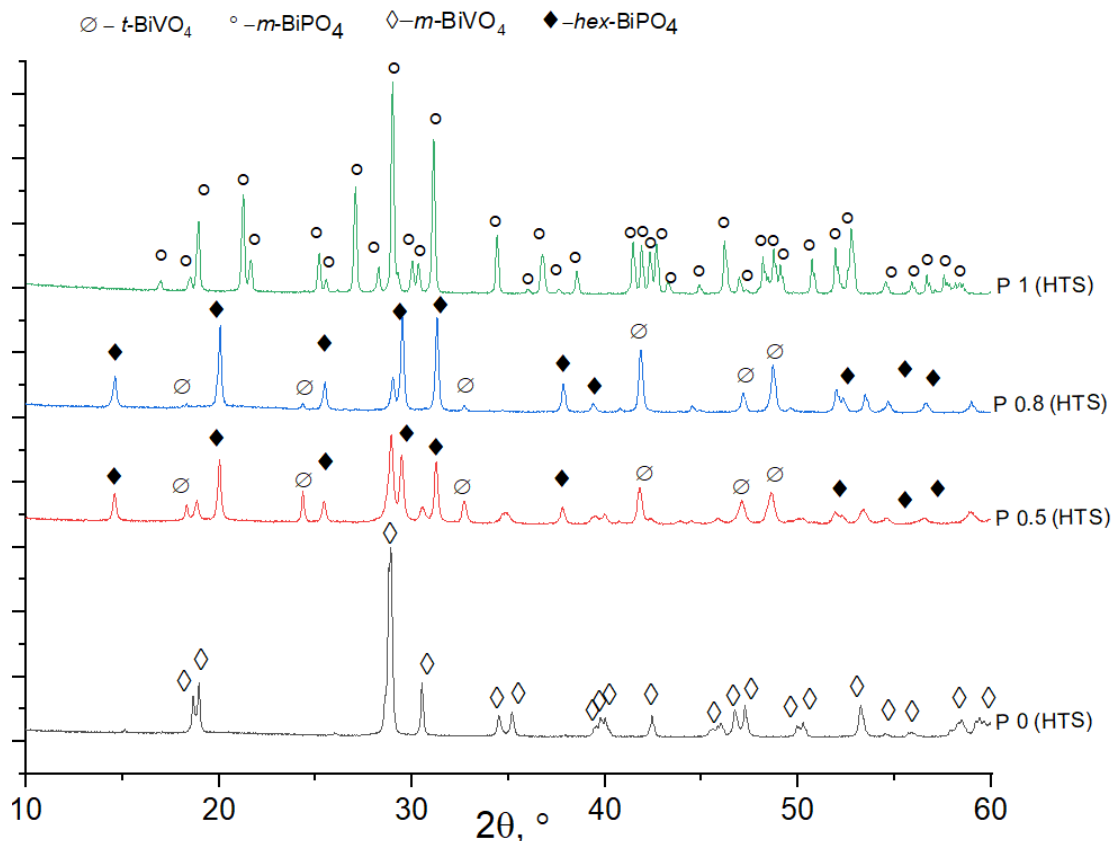 ∅ – t-BiVO₄ ° –m-BiPO₄ ◊–m-BiVO₄ ◆ –hex-BiPO₄
P 1 (HTS)
P 0.8 (HTS)
P 0.5 (HTS)
P 0 (HTS)
10 20 30 40 50 60
2θ, °